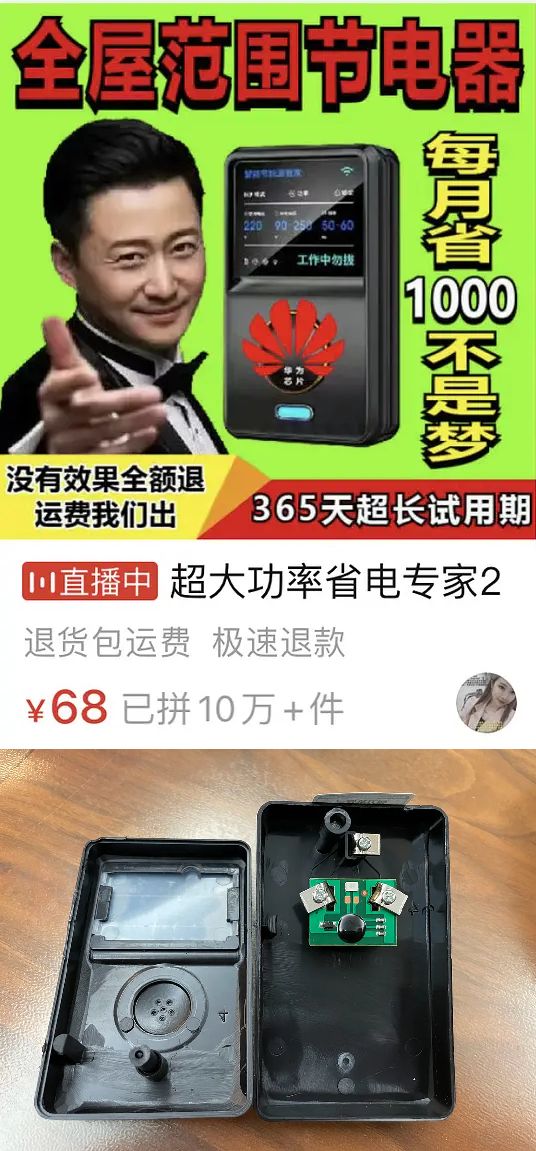 全屋范围节电器
每月省1000不是梦
220 90-250 50-60
工作中勿拔
华为
芯片
没有效果全额退
运费我们出
365天超长试用期
直播中 超大功率省电专家2
退货包运费 极速退款
¥68 已拼10万+件